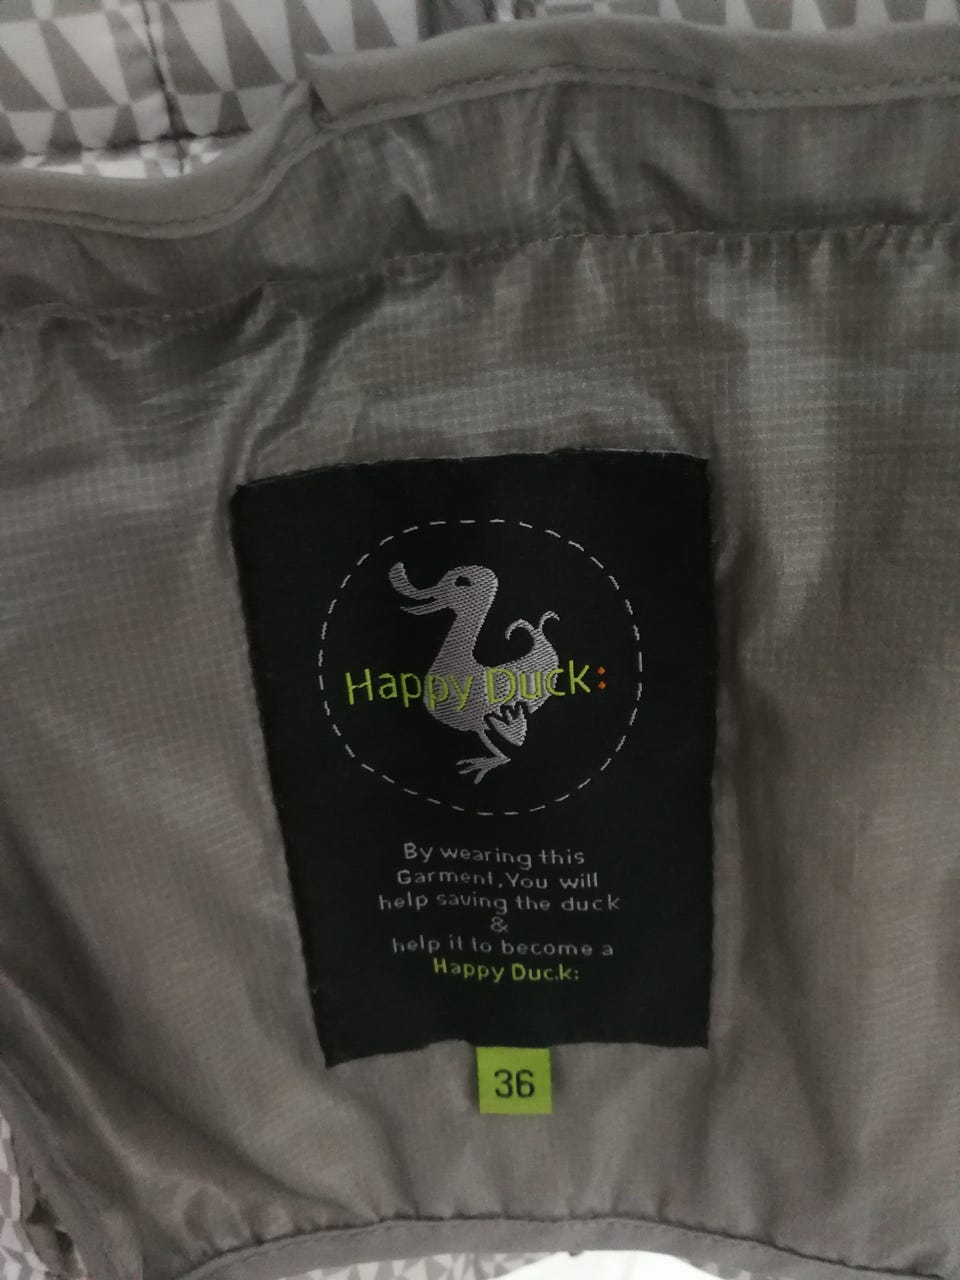 Happy Duck:
By wearing this
Garment,You will
help saving the duck
&
help it to become a
Happy Duck:
36